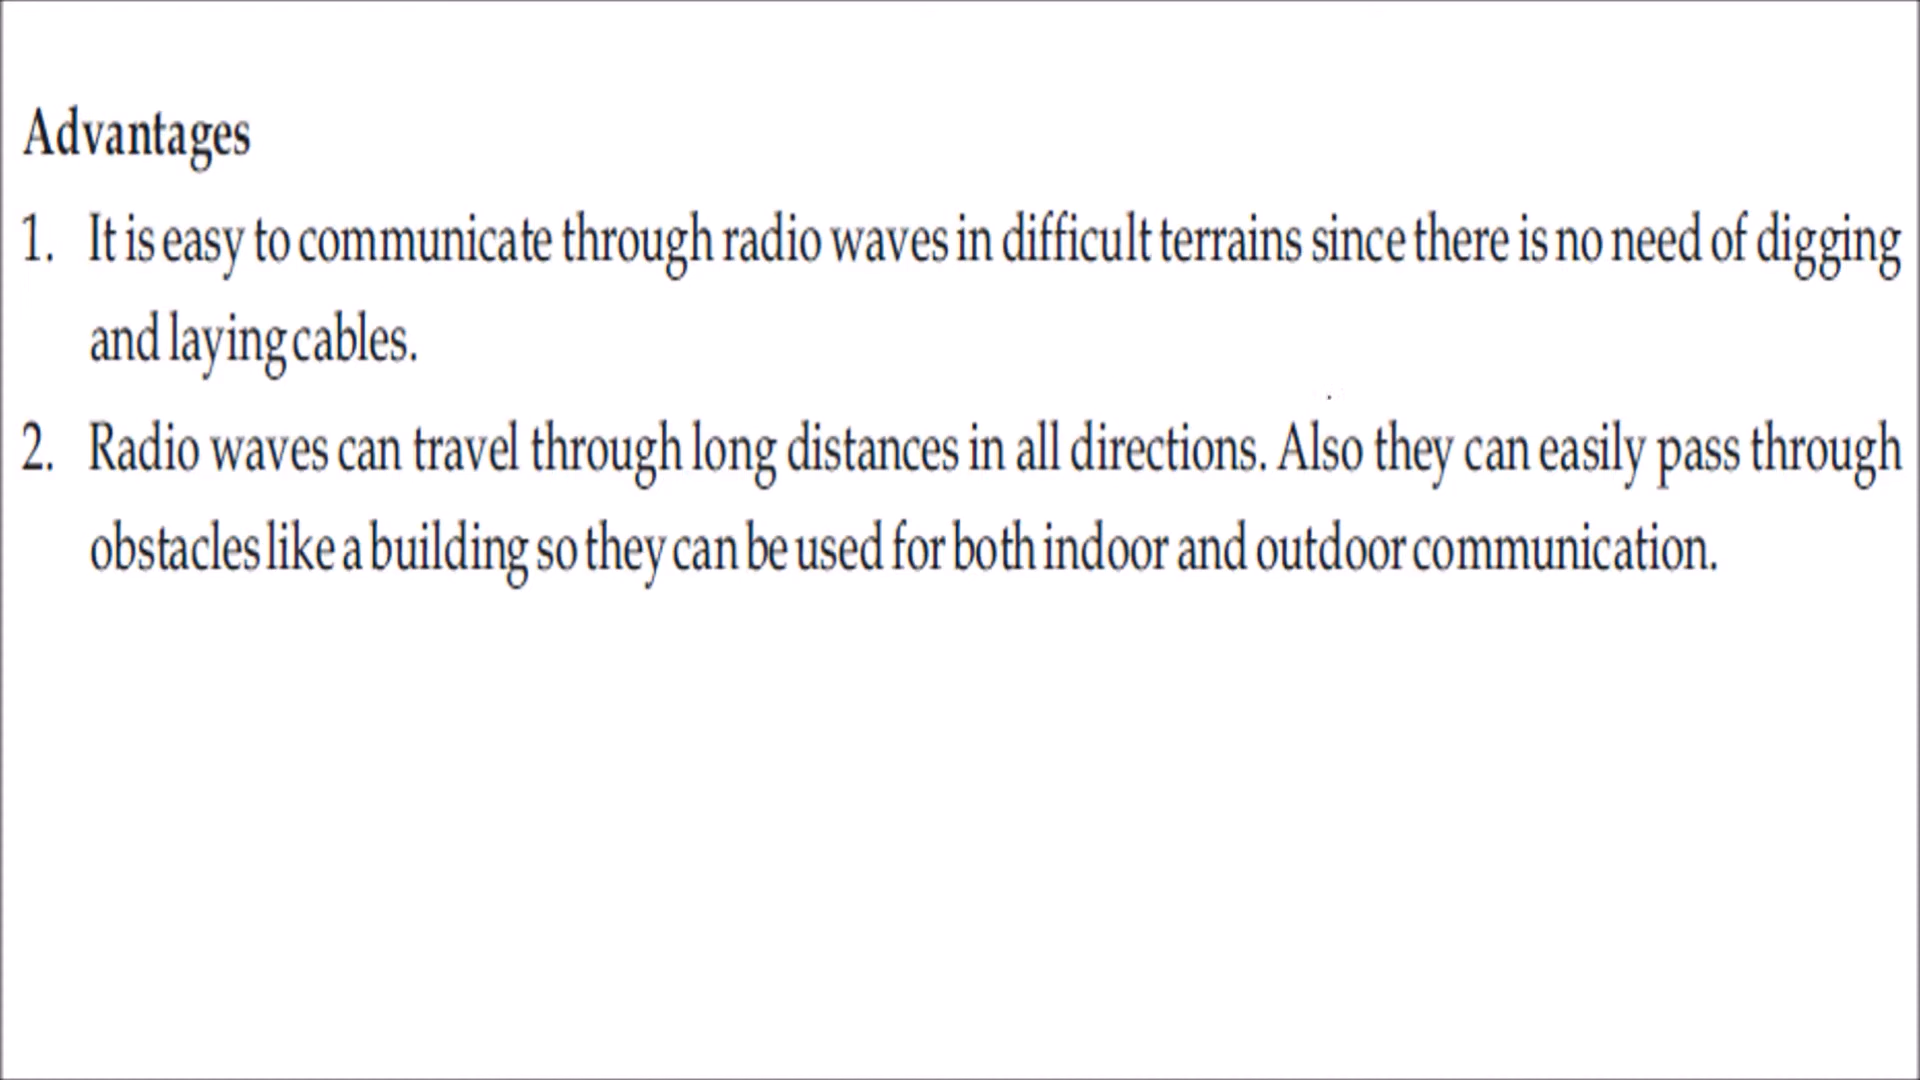 Advantages
1. It is easy to communicate through radio waves in difficult terrains since there is no need of digging
and laying cables.
2. Radio waves can travel through long distances in all directions. Also they can easily pass through
obstacles like a building so they can be used for both indoor and outdoor communication.